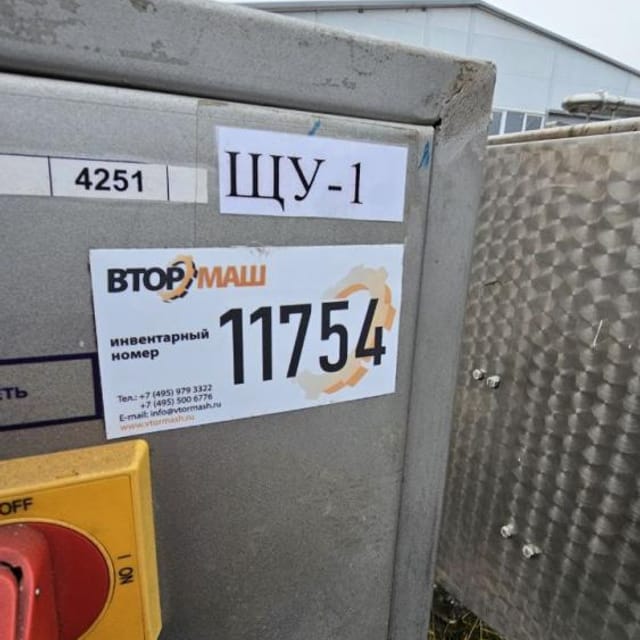 4251
ЩУ-1
ВТОРМАШ
инвентарный
номер
11754
Тел.: +7 (495) 979 3322
+7 (495) 500 6776
E-mail: info@vtormash.ru
www.vtormash.ru
ТЬ
OFF
I ON